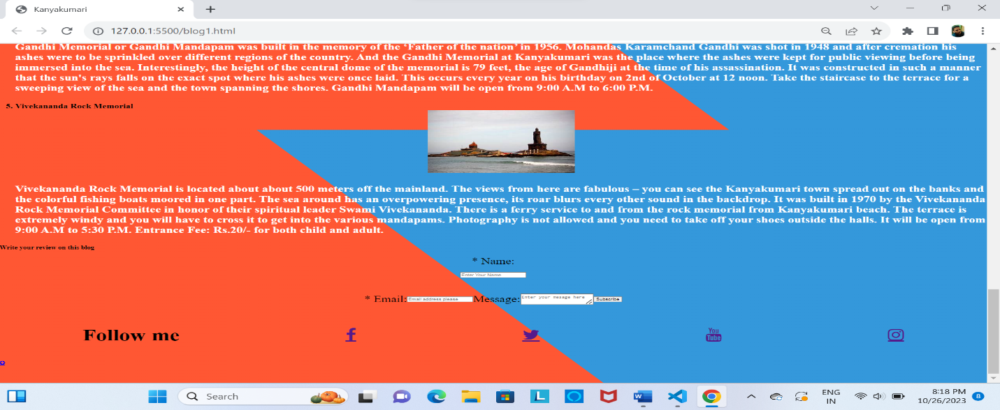 Kanyakumari
127.0.0.1:5500/blog1.html
Gandhi Memorial or Gandhi Mandapam was built in the memory of the ‘Father of the nation’ in 1956. Mohandas Karamchand Gandhi was shot in 1948 and after cremation his
ashes were to be sprinkled over different regions of the country. And the Gandhi Memorial at Kanyakumari was the place where the ashes were kept for public viewing before being
immersed into the sea. Interestingly, the height of the central dome of the memorial is 79 feet, the age of Gandhiji at the time of his assassination. It was constructed in such a manner
that the sun's rays falls on the exact spot where his ashes were once laid. This occurs every year on his birthday on 2nd of October at 12 noon. Take the staircase to the terrace for a
sweeping view of the sea and the town spanning the shores. Gandhi Mandapam will be open from 9:00 A.M to 6:00 P.M.
5. Vivekananda Rock Memorial
Vivekananda Rock Memorial is located about about 500 meters off the mainland. The views from here are fabulous – you can see the Kanyakumari town spread out on the banks and
the colorful fishing boats moored in one part. The sea around has an overpowering presence, its roar blurs every other sound in the backdrop. It was built in 1970 by the Vivekananda
Rock Memorial Committee in honor of their spiritual leader Swami Vivekananda. There is a ferry service to and from the rock memorial from Kanyakumari beach. The terrace is
extremely windy and you will have to cross it to get into the various mandapams. Photography is not allowed and you need to take off your shoes outside the halls. It will be open from
9:00 A.M to 5:30 P.M. Entrance Fee: Rs.20/- for both child and adult.
Write your review on this blog
* Name:
Enter Your Name
* Email: Email address please Message: Enter your massage here Subscribe
Follow me You Tube
Search
ENG
IN
8:18 PM
10/26/2023
8